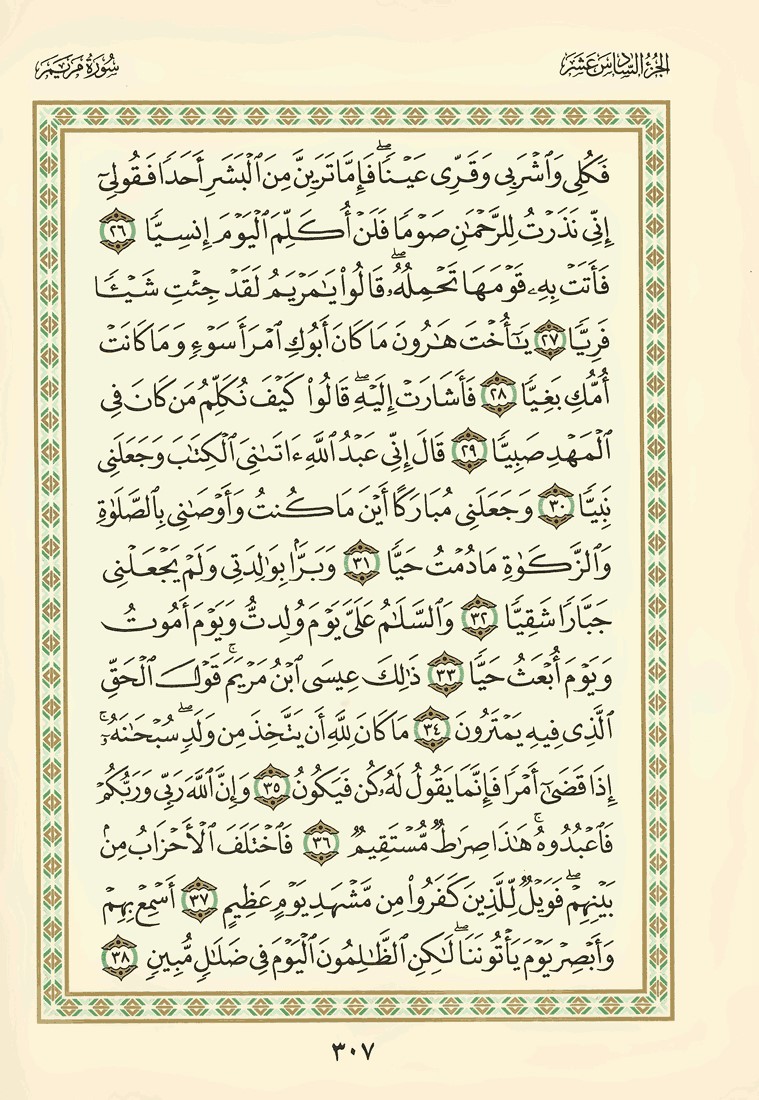 الجزء السادس عشر
سورة مريم
فَكُلِى وَٱشْرَبِى وَقَرِّى عَيْنًاۖ فَإِمَّا تَرَيِنَّ مِنَ ٱلْبَشَرِ أَحَدًا فَقُولِىٓ
إِنِّى نَذَرْتُ لِلرَّحْمَٰنِ صَوْمًا فَلَنْ أُكَلِّمَ ٱلْيَوْمَ إِنسِيًّا ٢٦
فَأَتَتْ بِهِۦ قَوْمَهَا تَحْمِلُهُۥۖ قَالُوا۟ يَٰمَرْيَمُ لَقَدْ جِئْتِ شَيْـًٔا
فَرِيًّا ٢٧ يَٰٓأُخْتَ هَٰرُونَ مَا كَانَ أَبُوكِ ٱمْرَأَ سَوْءٍ وَمَا كَانَتْ
أُمُّكِ بَغِيًّا ٢٨ فَأَشَارَتْ إِلَيْهِۖ قَالُوا۟ كَيْفَ نُكَلِّمُ مَن كَانَ فِى
ٱلْمَهْدِ صَبِيًّا ٢٩ قَالَ إِنِّى عَبْدُ ٱللَّهِ ءَاتَىٰنِىَ ٱلْكِتَٰبَ وَجَعَلَنِى
نَبِيًّا ٣٠ وَجَعَلَنِى مُبَارَكًا أَيْنَ مَا كُنتُ وَأَوْصَٰنِى بِٱلصَّلَوٰةِ
وَٱلزَّكَوٰةِ مَا دُمْتُ حَيًّا ٣١ وَبَرًّۢا بِوَٰلِدَتِى وَلَمْ يَجْعَلْنِى
جَبَّارًا شَقِيًّا ٣٢ وَٱلسَّلَٰمُ عَلَىَّ يَوْمَ وُلِدتُّ وَيَوْمَ أَمُوتُ
وَيَوْمَ أُبْعَثُ حَيًّا ٣٣ ذَٰلِكَ عِيسَى ٱبْنُ مَرْيَمَۚ قَوْلَ ٱلْحَقِّ
ٱلَّذِى فِيهِ يَمْتَرُونَ ٣٤ مَا كَانَ لِلَّهِ أَن يَتَّخِذَ مِن وَلَدٍۖ سُبْحَٰنَهُۥٓۚ
إِذَا قَضَىٰٓ أَمْرًا فَإِنَّمَا يَقُولُ لَهُۥ كُن فَيَكُونُ ٣٥ وَإِنَّ ٱللَّهَ رَبِّى وَرَبُّكُمْ
فَٱعْبُدُوهُۚ هَٰذَا صِرَٰطٌ مُّسْتَقِيمٌ ٣٦ فَٱخْتَلَفَ ٱلْأَحْزَابُ مِنۢ
بَيْنِهِمْۖ فَوَيْلٌ لِّلَّذِينَ كَفَرُوا۟ مِن مَّشْهَدِ يَوْمٍ عَظِيمٍ ٣٧ أَسْمِعْ بِهِمْ
وَأَبْصِرْ يَوْمَ يَأْتُونَنَاۖ لَٰكِنِ ٱلظَّٰلِمُونَ ٱلْيَوْمَ فِى ضَلَٰلٍ مُّبِينٍ ٣٨
٣٠٧